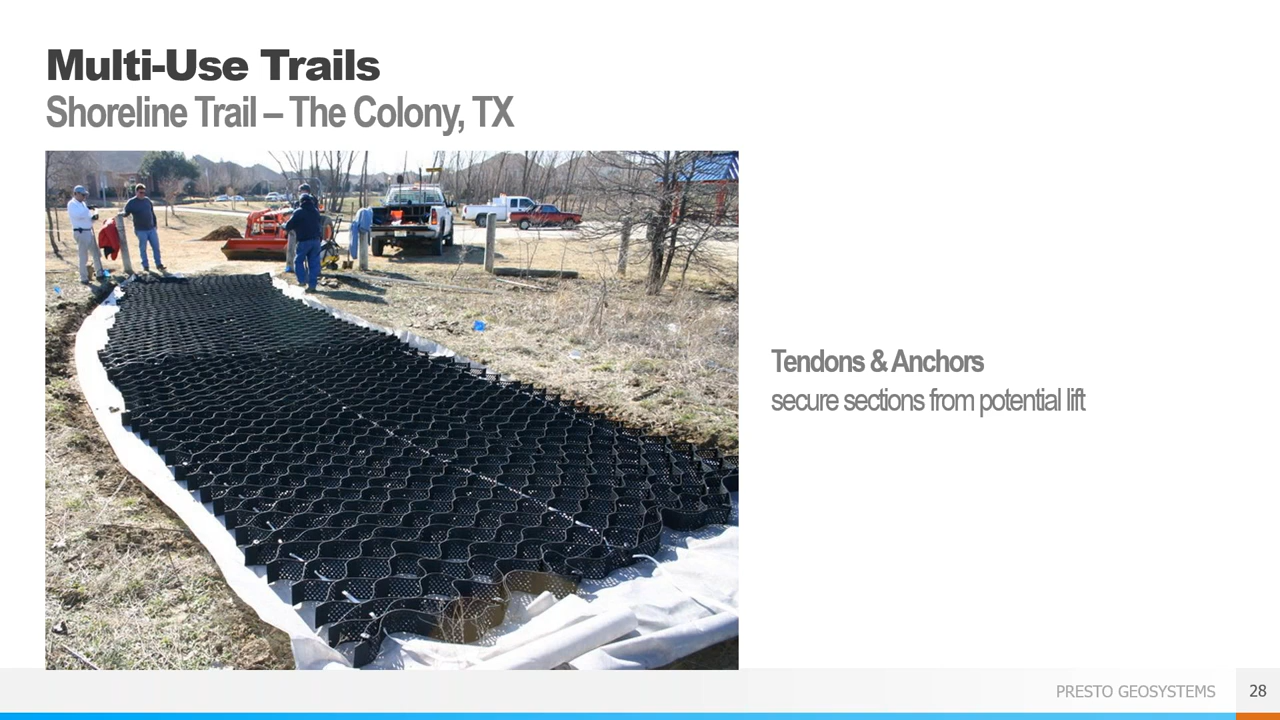 Multi-Use Trails
Shoreline Trail – The Colony, TX
Tendons & Anchors
secure sections from potential lift
PRESTO GEOSYSTEMS
28